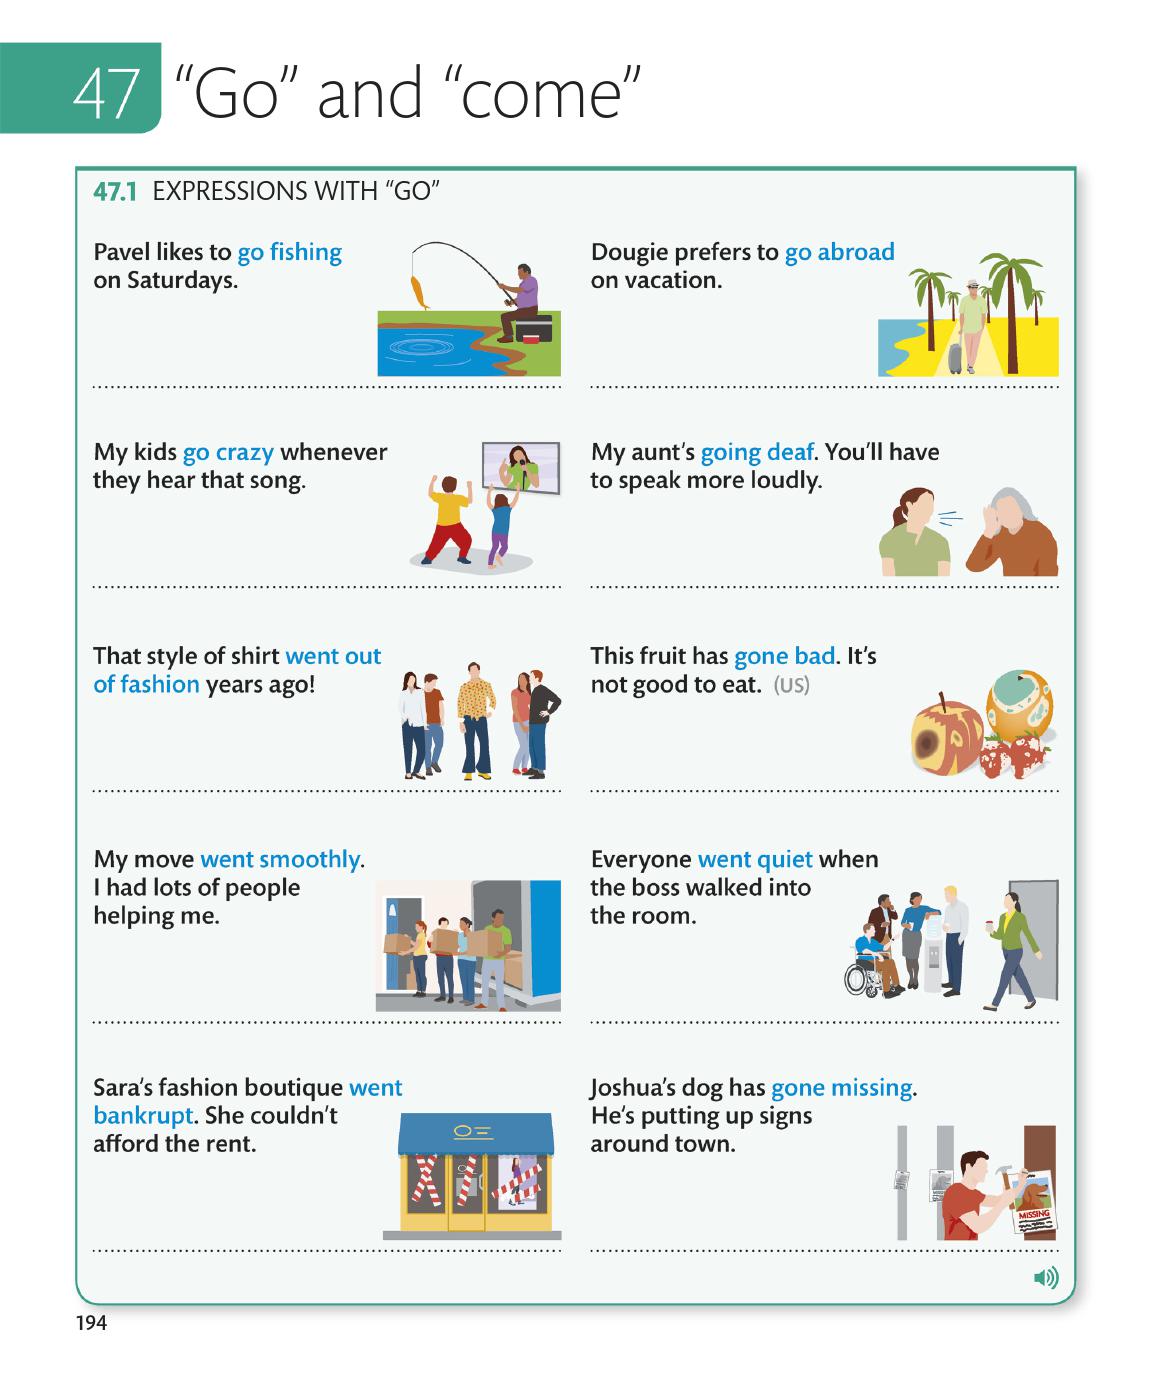 47 “Go” and “come”
47.1 EXPRESSIONS WITH “GO”
Pavel likes to go fishing
on Saturdays.
Dougie prefers to go abroad
on vacation.
My kids go crazy whenever
they hear that song.
My aunt’s going deaf. You’ll have
to speak more loudly.
That style of shirt went out
of fashion years ago!
This fruit has gone bad. It’s
not good to eat. (US)
My move went smoothly.
I had lots of people
helping me.
Everyone went quiet when
the boss walked into
the room.
Sara’s fashion boutique went
bankrupt. She couldn’t
afford the rent.
Joshua’s dog has gone missing.
He’s putting up signs
around town.
MISSING
194